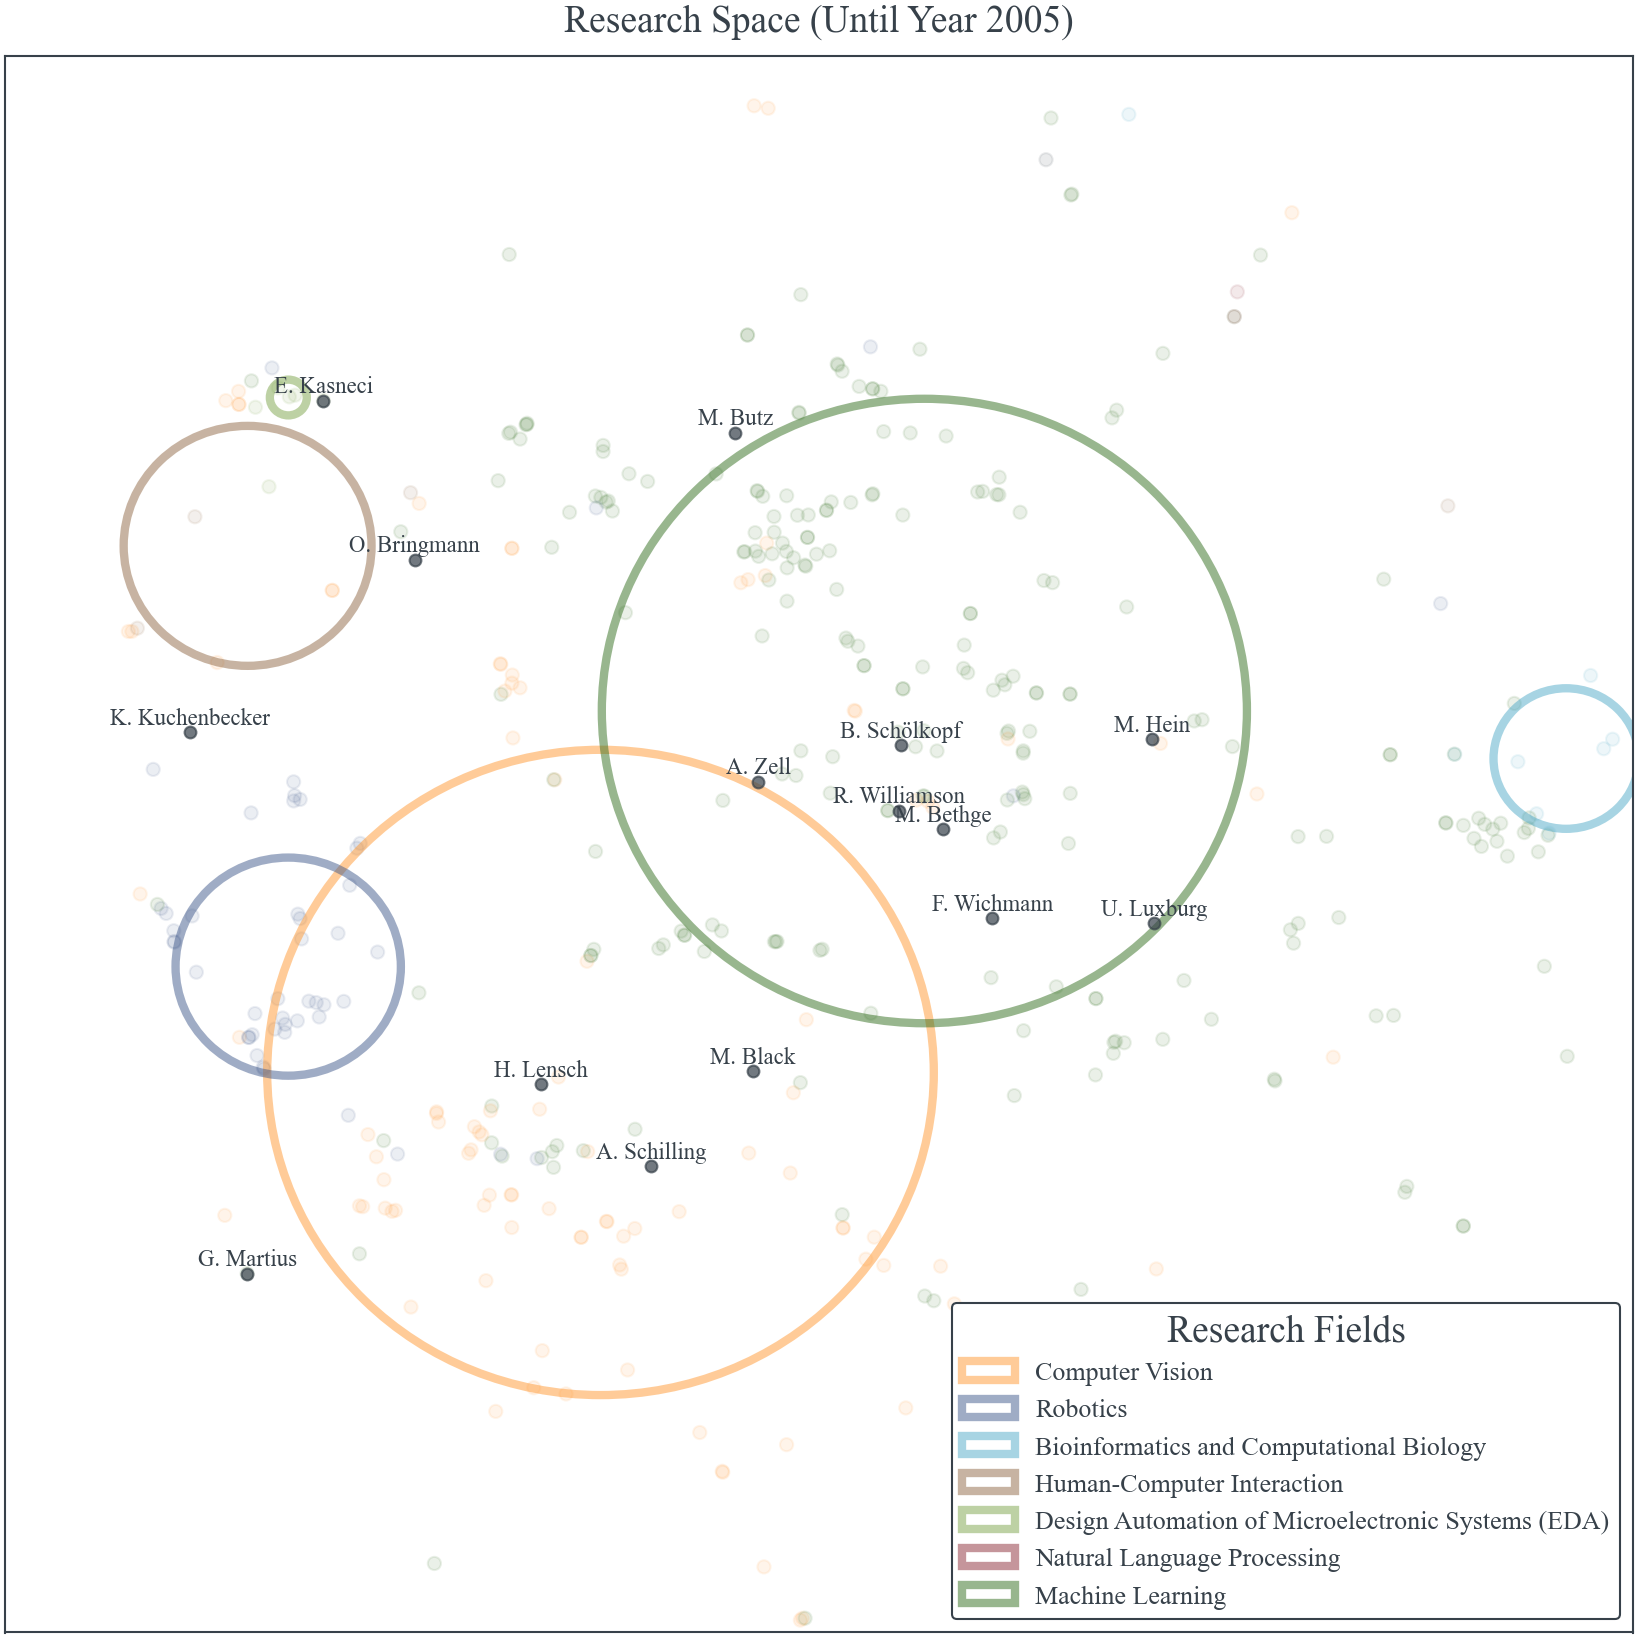 Research Space (Until Year 2005)
E. Kasneci
M. Butz
O. Bringmann
K. Kuchenbecker
B. Schölkopf
M. Hein
A. Zell
R. Williamson
M. Bethge
F. Wichmann
U. Luxburg
H. Lensch
M. Black
A. Schilling
G. Martius
Research Fields
Computer Vision
Robotics
Bioinformatics and Computational Biology
Human-Computer Interaction
Design Automation of Microelectronic Systems (EDA)
Natural Language Processing
Machine Learning